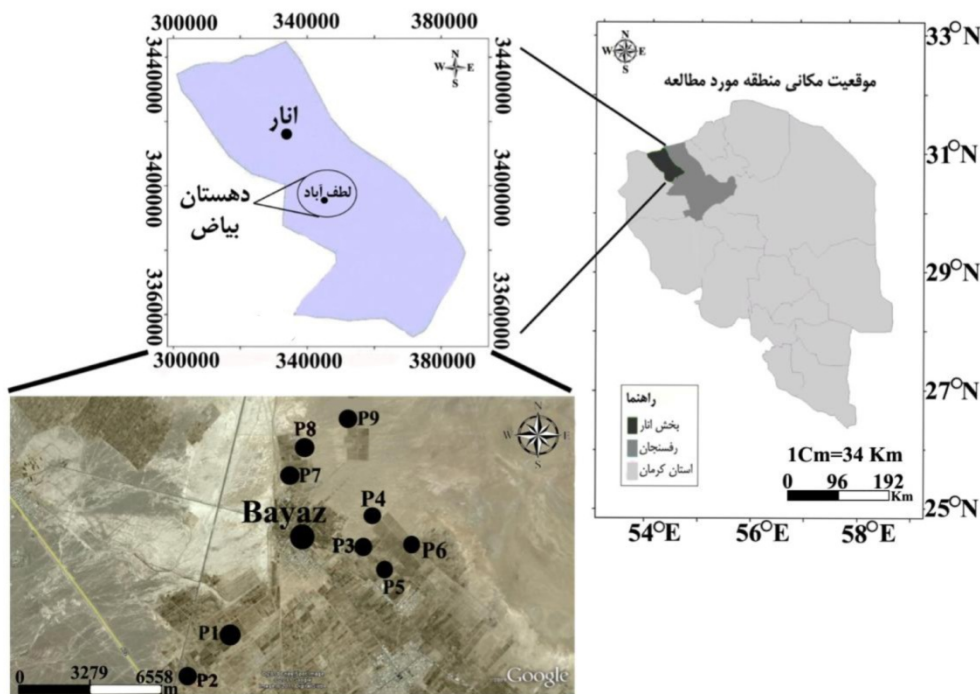 300000 340000 380000
N
W E
S
3440000
3400000
3360000
انار
لطف آباد
دهستان
بیاض
3440000
3400000
3360000
300000 340000 380000
N
W E
S
موقعیت مکانی منطقه مورد مطالعه
33°N
31°N
29°N
27°N
25°N
راهنما
بخش انار
رفسنجان
استان کرمان
1Cm=34 Km
0 96 192
Km
54°E 56°E 58°E
N
W E
S
P9
P8
P7
Bayaz
P4
P3
P6
P5
P1
P2
0 3279 6558
m
Google